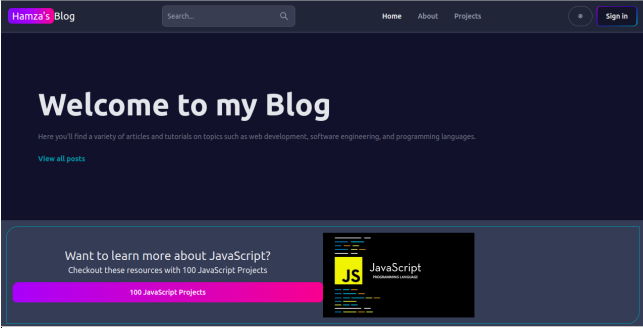 Hamza's Blog
Search...
Home About Projects
Sign in
Welcome to my Blog
Here you'll find a variety of articles and tutorials on topics such as web development, software engineering, and programming languages.
View all posts
Want to learn more about JavaScript?
Checkout these resources with 100 JavaScript Projects
100 JavaScript Projects
JS
JavaScript
PROGRAMMING LANGUAGE